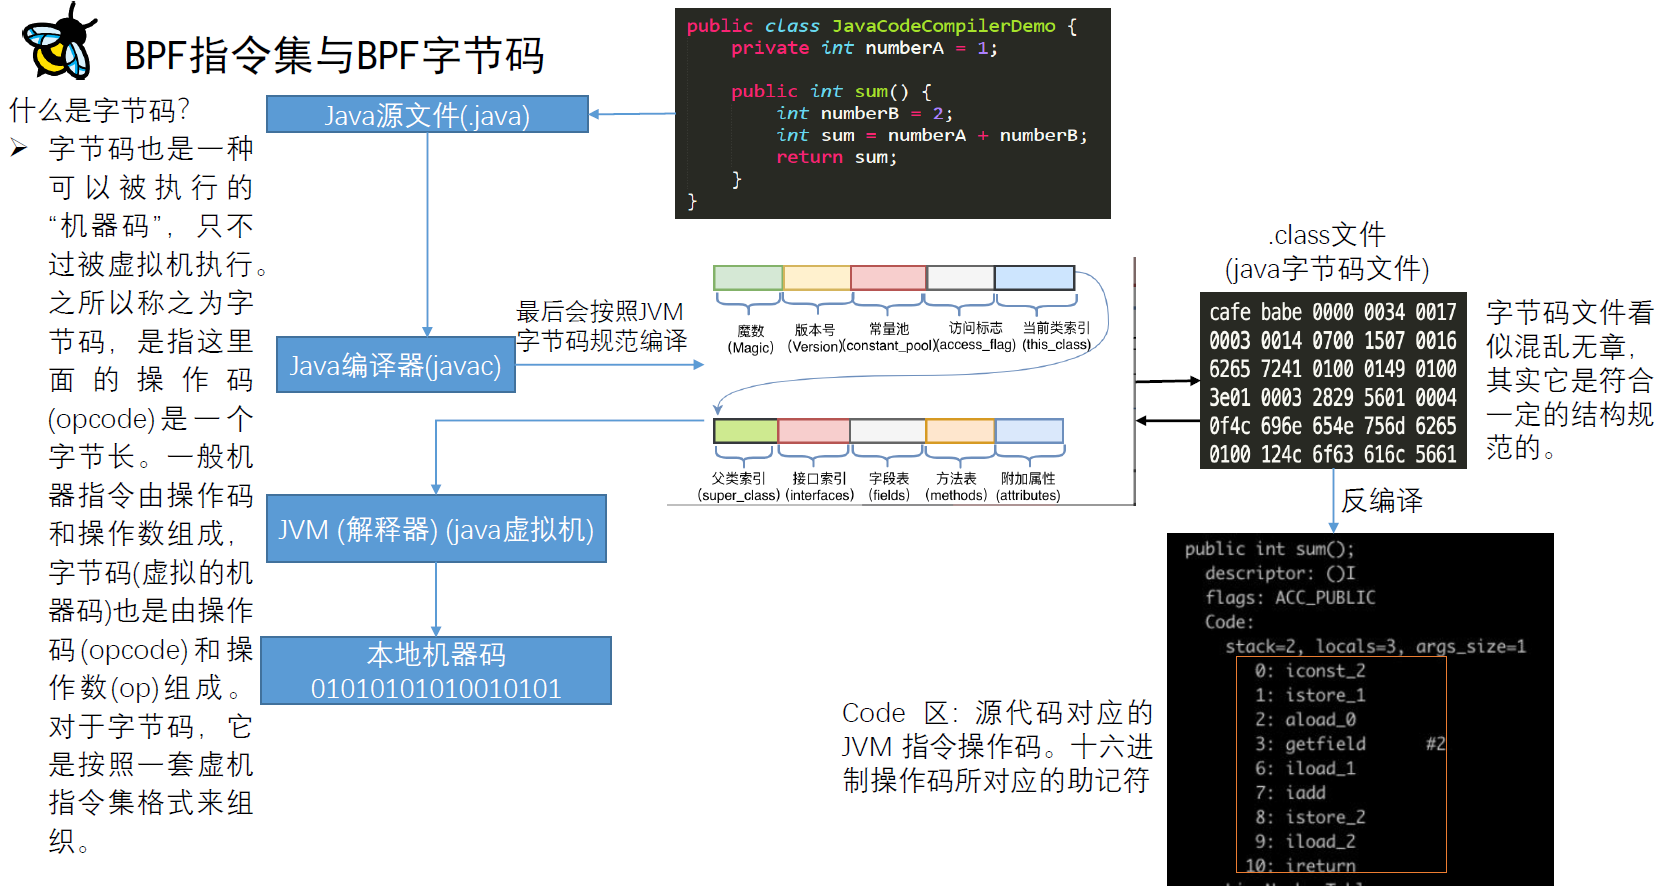 BPF指令集与BPF字节码
什么是字节码？
➢ 字节码也是一种
可以被执行的
“机器码”，只不
过被虚拟机执行。
之所以称之为字
节码，是指这里
面的操作码
(opcode)是一个
字节长。一般机
器指令由操作码
和操作数组成，
字节码(虚拟的机
器码)也是由操作
码(opcode)和操
作数(op)组成。
对于字节码，它
是按照一套虚机
指令集格式来组
织。
Java源文件(.java)
public class JavaCodeCompilerDemo {
private int numberA = 1;
public int sum() {
int numberB = 2;
int sum = numberA + numberB;
return sum;
}
}
Java编译器(javac)
最后会按照JVM
字节码规范编译
魔数
(Magic)
版本号
(Version)
常量池
(constant_pool)
访问标志
(access_flag)
当前类索引
(this_class)
父类索引
(super_class)
接口索引
(interfaces)
字段表
(fields)
方法表
(methods)
附加属性
(attributes)
JVM (解释器) (java虚拟机)
本地机器码
01010101010010101
.class文件
(java字节码文件)
cafe babe 0000 0034 0017
0003 0014 0700 1507 0016
6265 7241 0100 0149 0100
3e01 0003 2829 5601 0004
0f4c 696e 654e 756d 6265
0100 124c 6f63 616c 5661
字节码文件看
似混乱无章，
其实它是符合
一定的结构规
范的。
反编译
public int sum();
descriptor: ()I
flags: ACC_PUBLIC
Code:
stack=2, locals=3, args_size=1
0: iconst_2
1: istore_1
2: aload_0
3: getfield #2
6: iload_1
7: iadd
8: istore_2
9: iload_2
10: ireturn
Code 区：源代码对应的
JVM 指令操作码。十六进
制操作码所对应的助记符